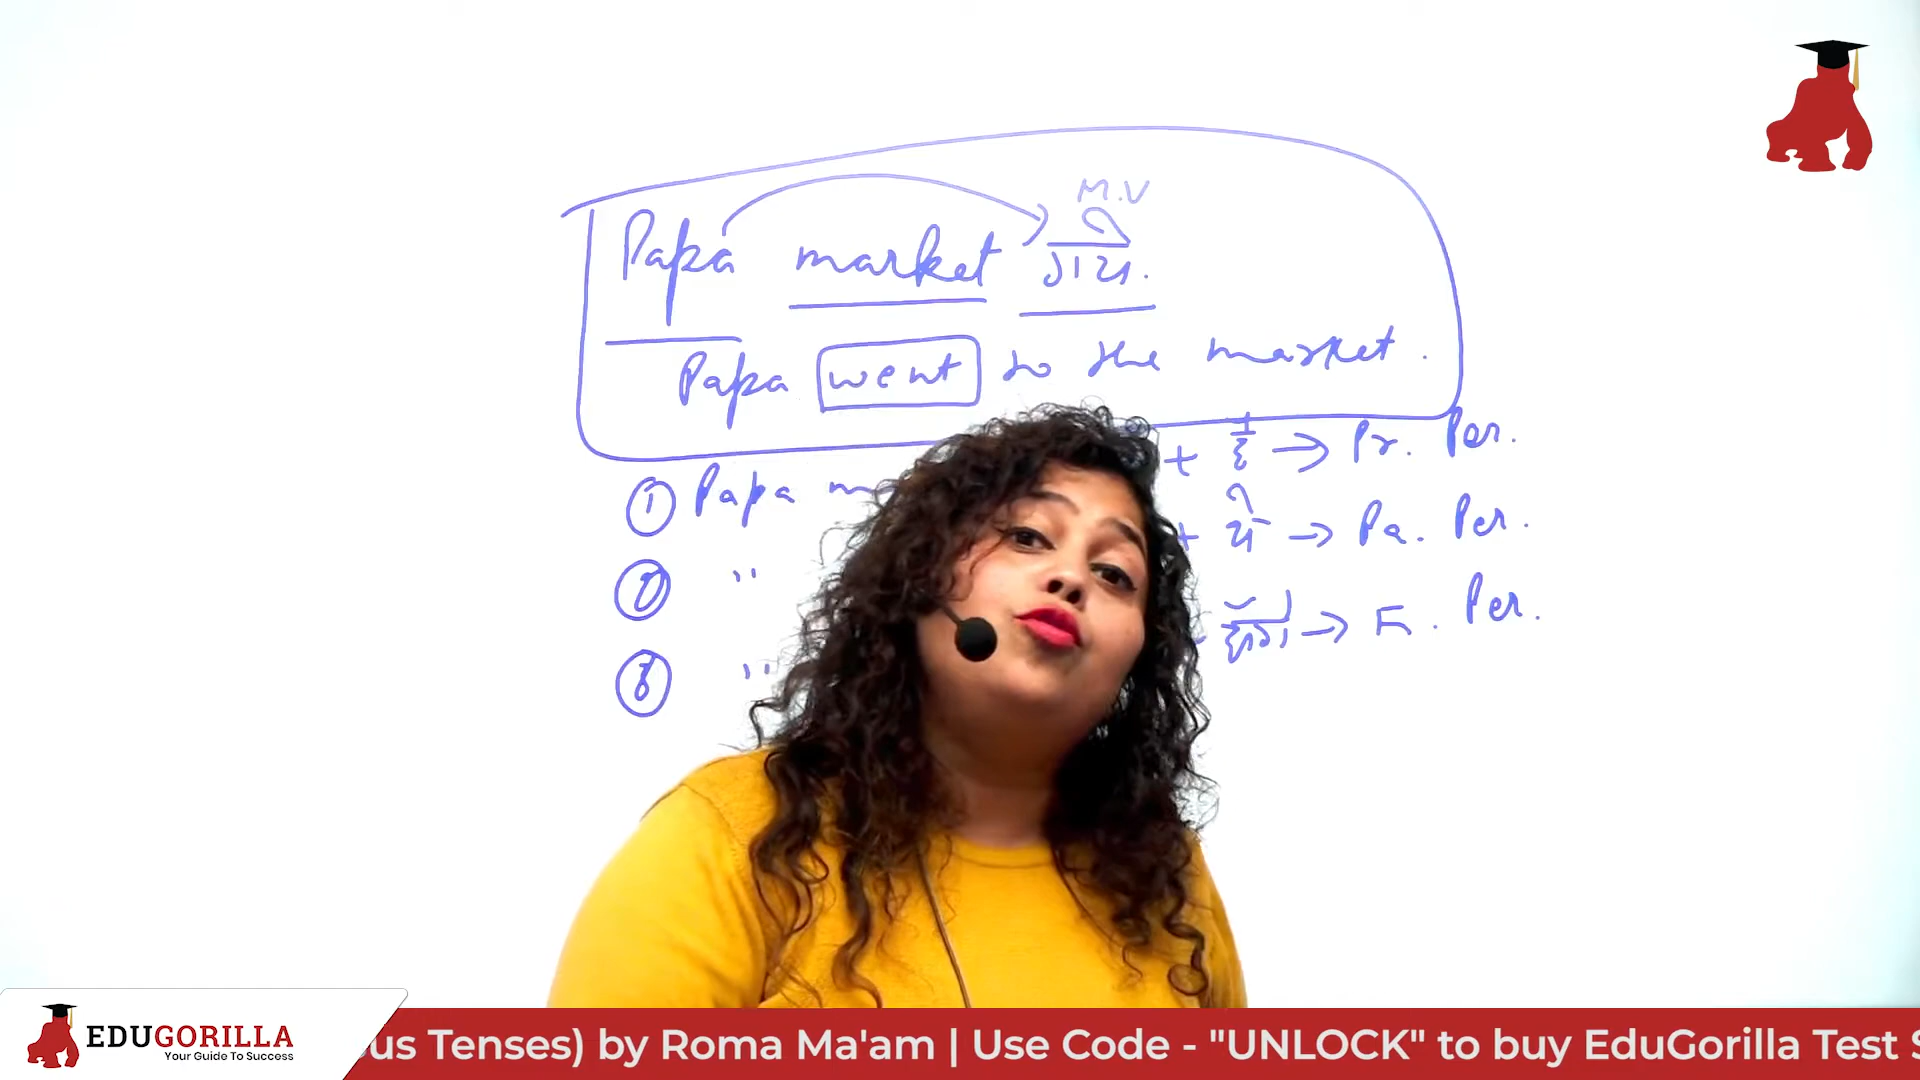 M.V
Papa market गए.
Papa went to the market.
① Papa
+ है → Pr. Per.
② "
+ थे → Pa. Per.
③ "
→ F. Per.
EDUGORILLA
Your Guide To Success
us Tenses) by Roma Ma'am | Use Code - "UNLOCK" to buy EduGorilla Test S